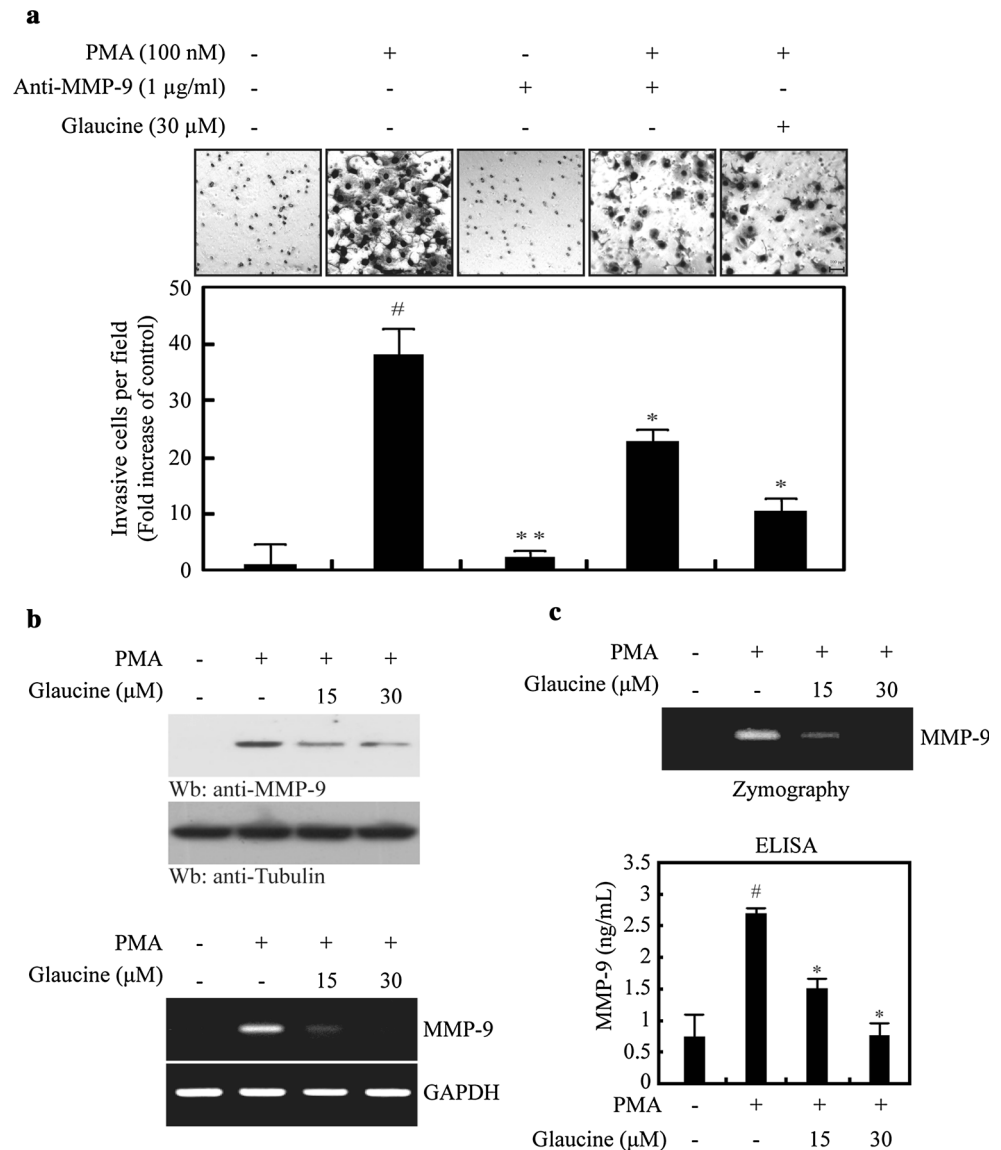 a
PMA (100 nM) - + - + +
Anti-MMP-9 (1 µg/ml) - - + + -
Glaucine (30 µM) - - - - +
50
40
30
20
10
0
Invasive cells per field
(Fold increase of control)
#
* *
*
*
b
PMA - + + +
Glaucine (µM) - - 15 30
Wb: anti-MMP-9
Wb: anti-Tubulin
PMA - + + +
Glaucine (µM) - - 15 30
MMP-9
GAPDH
c
PMA - + + +
Glaucine (µM) - - 15 30
MMP-9
Zymography
ELISA
3.5
3
2.5
2
1.5
1
0.5
0
MMP-9 (ng/mL)
#
*
*
PMA - + + +
Glaucine (µM) - - 15 30